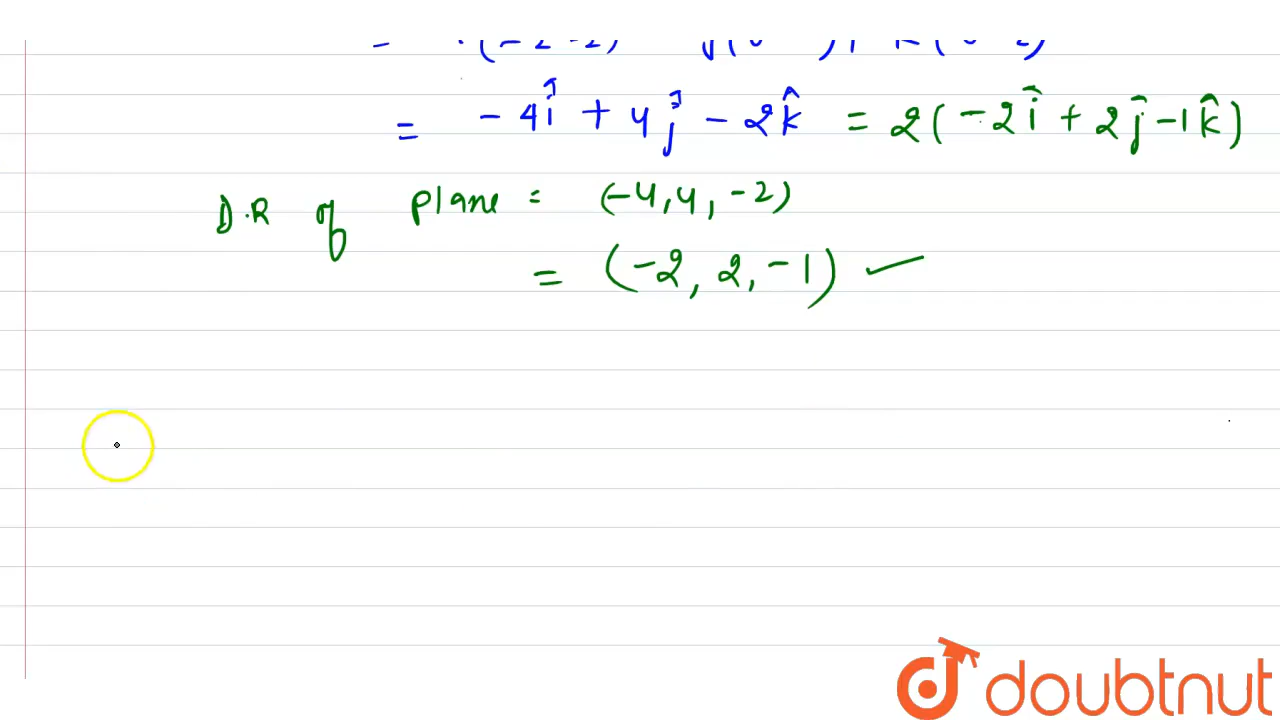 = - 4î + 4ĵ - 2k̂ = 2(-2î + 2ĵ - 1k̂)
D.R of plane = (-4, 4, -2)
= (-2, 2, -1) ✓
doubtnut